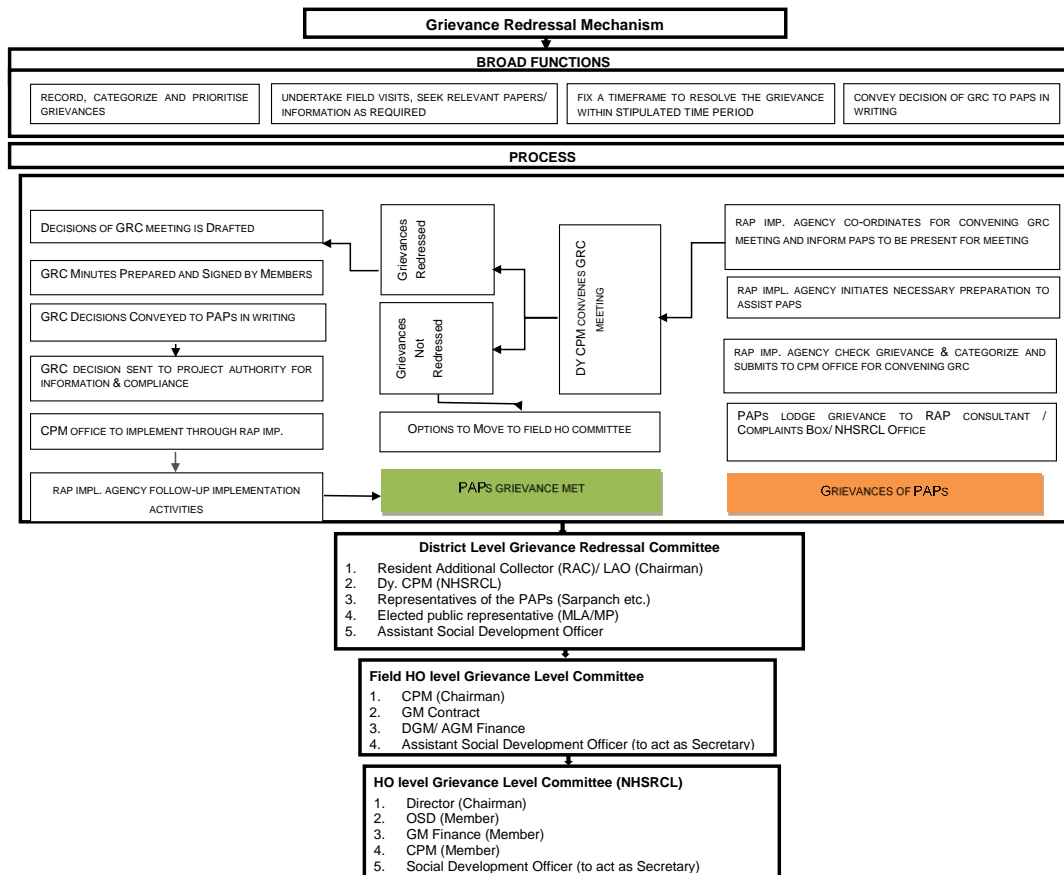 Grievance Redressal Mechanism
BROAD FUNCTIONS
RECORD, CATEGORIZE AND PRIORITISE
GRIEVANCES
UNDERTAKE FIELD VISITS, SEEK RELEVANT PAPERS/
INFORMATION AS REQUIRED
FIX A TIMEFRAME TO RESOLVE THE GRIEVANCE
WITHIN STIPULATED TIME PERIOD
CONVEY DECISION OF GRC TO PAPS IN
WRITING
PROCESS
DECISIONS OF GRC MEETING IS DRAFTED
GRC MINUTES PREPARED AND SIGNED BY MEMBERS
GRC DECISIONS CONVEYED TO PAPS IN WRITING
GRC DECISION SENT TO PROJECT AUTHORITY FOR
INFORMATION & COMPLIANCE
CPM OFFICE TO IMPLEMENT THROUGH RAP IMP.
RAP IMPL. AGENCY FOLLOW-UP IMPLEMENTATION
ACTIVITIES
Grievances
Redressed
Grievances
Not
Redressed
OPTIONS TO MOVE TO FIELD HO COMMITTEE
PAPS GRIEVANCE MET
DY CPM CONVENES GRC
MEETING
RAP IMP. AGENCY CO-ORDINATES FOR CONVENING GRC
MEETING AND INFORM PAPS TO BE PRESENT FOR MEETING
RAP IMPL. AGENCY INITIATES NECESSARY PREPARATION TO
ASSIST PAPS
RAP IMP. AGENCY CHECK GRIEVANCE & CATEGORIZE AND
SUBMITS TO CPM OFFICE FOR CONVENING GRC
PAPS LODGE GRIEVANCE TO RAP CONSULTANT /
COMPLAINTS BOX/ NHSRCL OFFICE
GRIEVANCES OF PAPS
District Level Grievance Redressal Committee
1. Resident Additional Collector (RAC)/ LAO (Chairman)
2. Dy. CPM (NHSRCL)
3. Representatives of the PAPs (Sarpanch etc.)
4. Elected public representative (MLA/MP)
5. Assistant Social Development Officer
Field HO level Grievance Level Committee
1. CPM (Chairman)
2. GM Contract
3. DGM/ AGM Finance
4. Assistant Social Development Officer (to act as Secretary)
HO level Grievance Level Committee (NHSRCL)
1. Director (Chairman)
2. OSD (Member)
3. GM Finance (Member)
4. CPM (Member)
5. Social Development Officer (to act as Secretary)